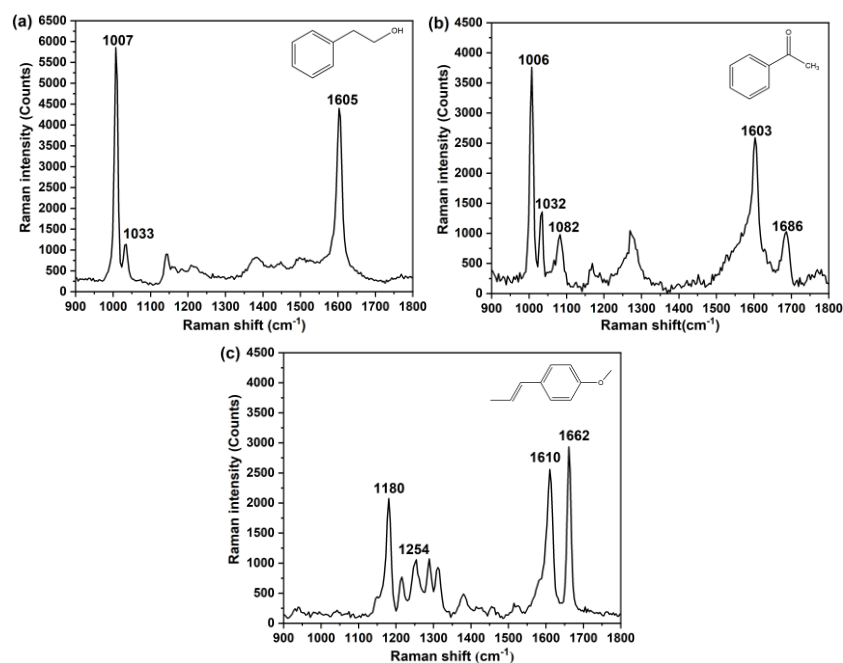 (a)
6500
6000
5500
5000
4500
4000
3500
3000
2500
2000
1500
1000
500
0
Raman intensity (Counts)
1007
1033
1605
OH
900 1000 1100 1200 1300 1400 1500 1600 1700 1800
Raman shift (cm-1)
(b)
4500
4000
3500
3000
2500
2000
1500
1000
500
0
Raman intensity (Counts)
1006
1032
1082
1603
1686
O
CH3
900 1000 1100 1200 1300 1400 1500 1600 1700 1800
Raman shift(cm-1)
(c)
4500
4000
3500
3000
2500
2000
1500
1000
500
0
Raman intensity (Counts)
1180
1254
1610
1662
O
900 1000 1100 1200 1300 1400 1500 1600 1700 1800
Raman shift (cm-1)